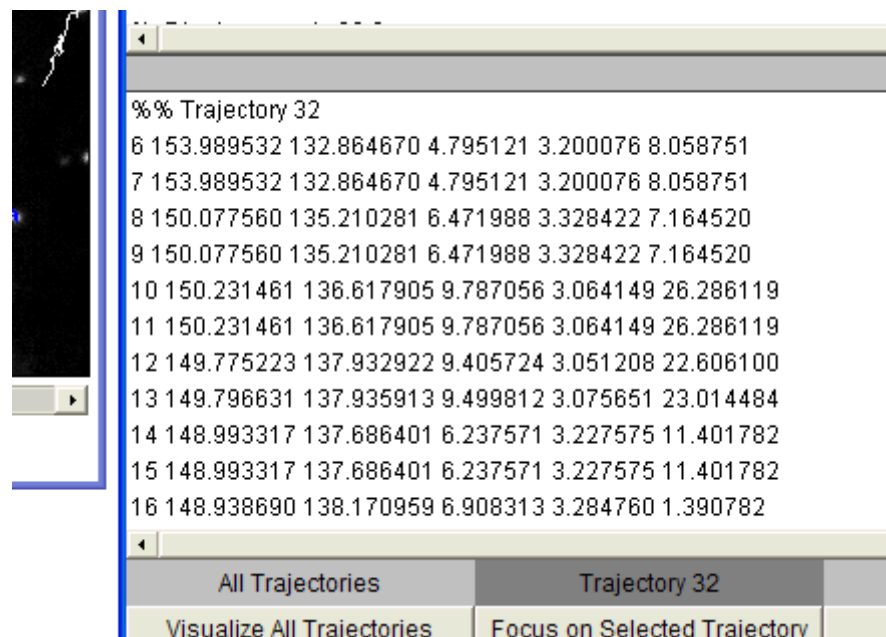 %% Trajectory 32
6 153.989532 132.864670 4.795121 3.200076 8.058751
7 153.989532 132.864670 4.795121 3.200076 8.058751
8 150.077560 135.210281 6.471988 3.328422 7.164520
9 150.077560 135.210281 6.471988 3.328422 7.164520
10 150.231461 136.617905 9.787056 3.064149 26.286119
11 150.231461 136.617905 9.787056 3.064149 26.286119
12 149.775223 137.932922 9.405724 3.051208 22.606100
13 149.796631 137.935913 9.499812 3.075651 23.014484
14 148.993317 137.686401 6.237571 3.227575 11.401782
15 148.993317 137.686401 6.237571 3.227575 11.401782
16 148.938690 138.170959 6.908313 3.284760 1.390782
All Trajectories Trajectory 32
Visualize All Trajectories Focus on Selected Trajectory